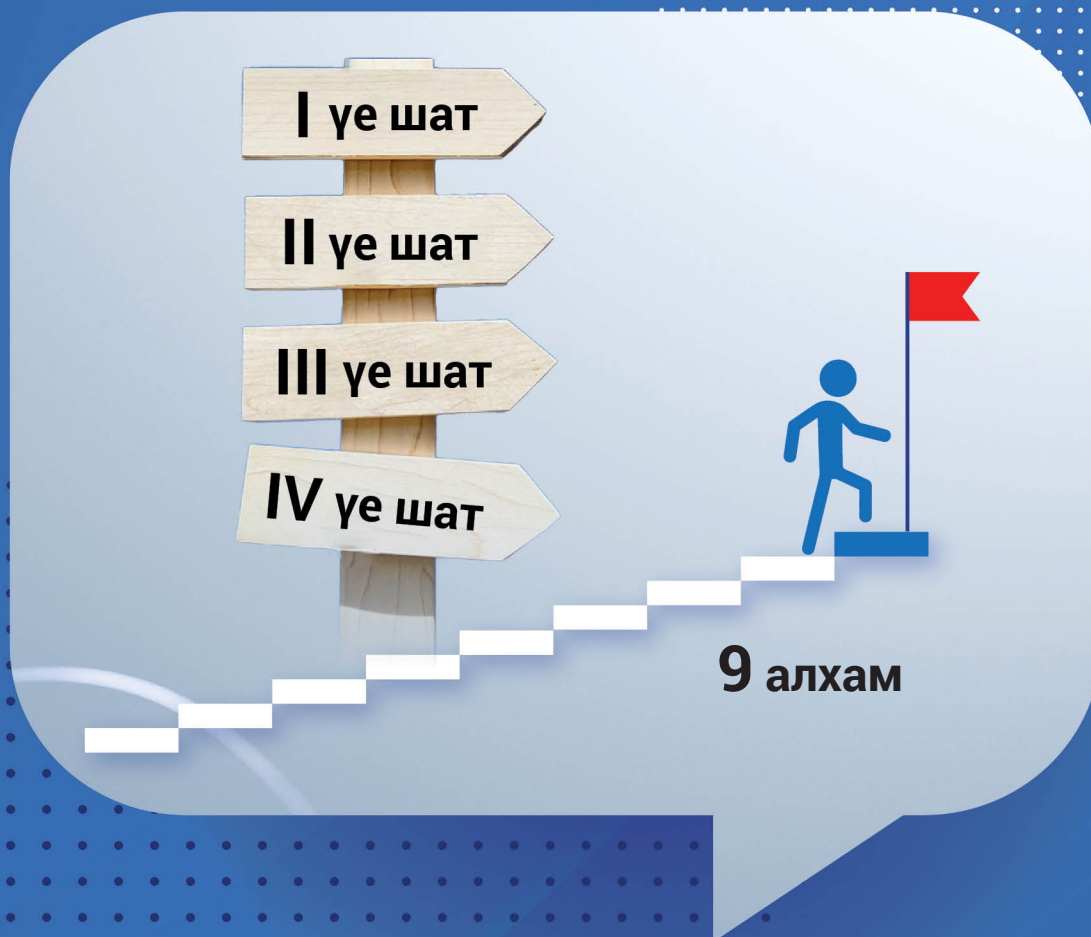 I үе шат
II үе шат
III үе шат
IV үе шат
9 алхам